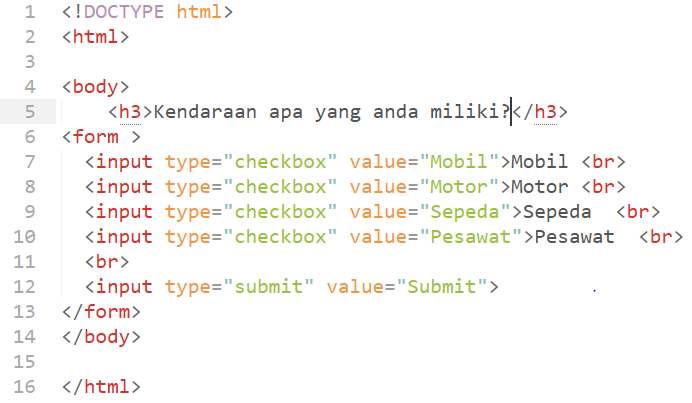 1 <!DOCTYPE html>
2 <html>
3
4 <body>
5     <h3>Kendaraan apa yang anda miliki?</h3>
6 <form >
7   <input type="checkbox" value="Mobil">Mobil <br>
8   <input type="checkbox" value="Motor">Motor <br>
9   <input type="checkbox" value="Sepeda">Sepeda  <br>
10   <input type="checkbox" value="Pesawat">Pesawat  <br>
11   <br>
12   <input type="submit" value="Submit">
13 </form>
14 </body>
15
16 </html>